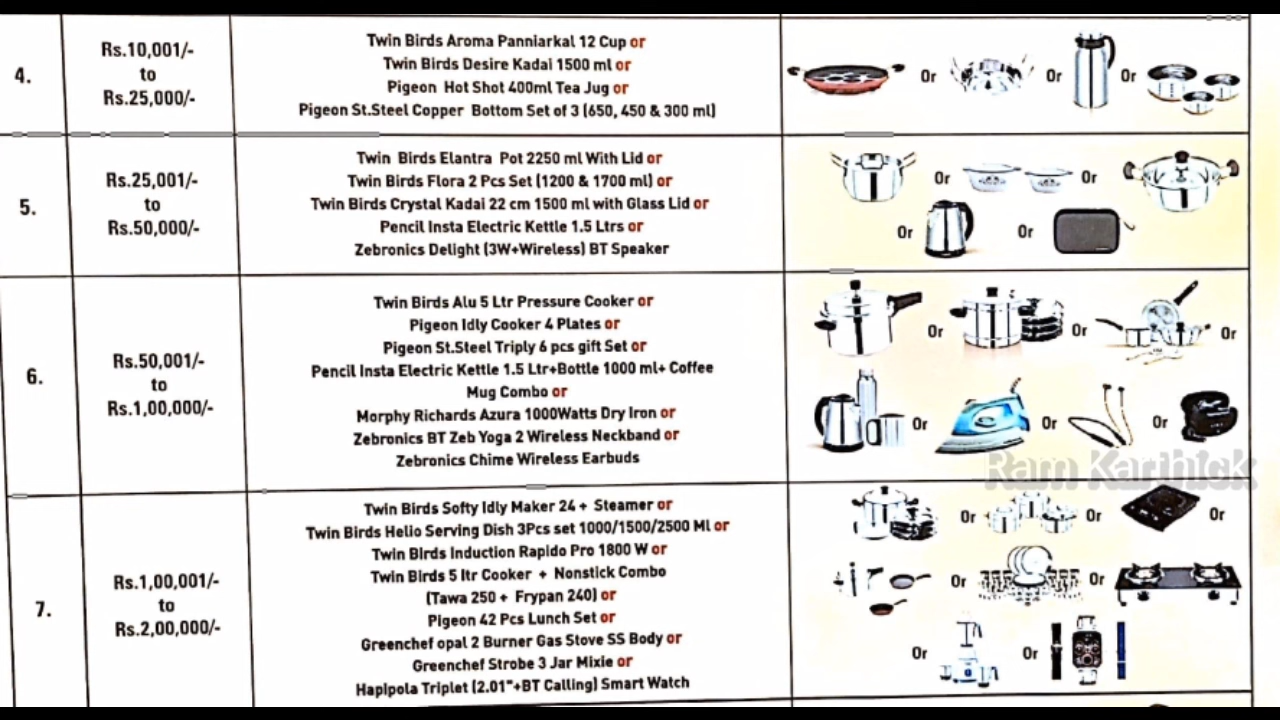 4.
Rs.10,001/-
to
Rs.25,000/-
Twin Birds Aroma Panniarkal 12 Cup or
Twin Birds Desire Kadai 1500 ml or
Pigeon Hot Shot 400ml Tea Jug or
Pigeon St.Steel Copper Bottom Set of 3 (650, 450 & 300 ml)
Or Or Or
5.
Rs.25,001/-
to
Rs.50,000/-
Twin Birds Elantra Pot 2250 ml With Lid or
Twin Birds Flora 2 Pcs Set (1200 & 1700 ml) or
Twin Birds Crystal Kadai 22 cm 1500 ml with Glass Lid or
Pencil Insta Electric Kettle 1.5 Ltrs or
Zebronics Delight (3W+Wireless) BT Speaker
Or Or
Or Or
6.
Rs.50,001/-
to
Rs.1,00,000/-
Twin Birds Alu 5 Ltr Pressure Cooker or
Pigeon Idly Cooker 4 Plates or
Pigeon St.Steel Triply 6 pcs gift Set or
Pencil Insta Electric Kettle 1.5 Ltr+Bottle 1000 ml+ Coffee
Mug Combo or
Morphy Richards Azura 1000Watts Dry Iron or
Zebronics BT Zeb Yoga 2 Wireless Neckband or
Zebronics Chime Wireless Earbuds
Or Or Or
Or Or Or
Ram Karthick
7.
Rs.1,00,001/-
to
Rs.2,00,000/-
Twin Birds Softy Idly Maker 24 + Steamer or
Twin Birds Helio Serving Dish 3Pcs set 1000/1500/2500 Ml or
Twin Birds Induction Rapido Pro 1800 W or
Twin Birds 5 ltr Cooker + Nonstick Combo
(Tawa 250 + Frypan 240) or
Pigeon 42 Pcs Lunch Set or
Greenchef opal 2 Burner Gas Stove SS Body or
Greenchef Strobe 3 Jar Mixie or
Hapipola Triplet (2.01"+BT Calling) Smart Watch
Or Or Or
Or Or
Or Or